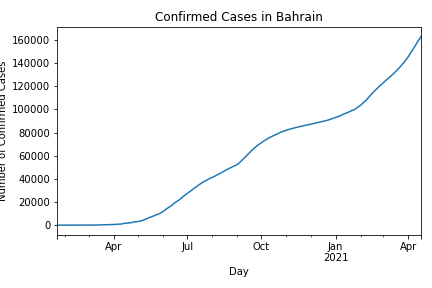 Confirmed Cases in Bahrain
160000
140000
120000
100000
80000
60000
40000
20000
0
Number of Confirmed Cases
Apr Jul Oct Jan Apr
2021
Day